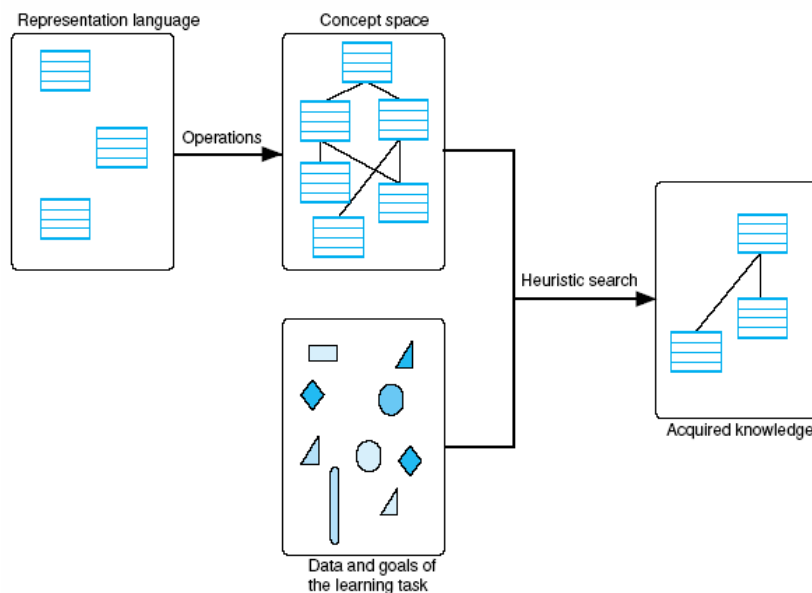 Representation language
Concept space
Operations
Heuristic search
Acquired knowledge
Data and goals of
the learning task